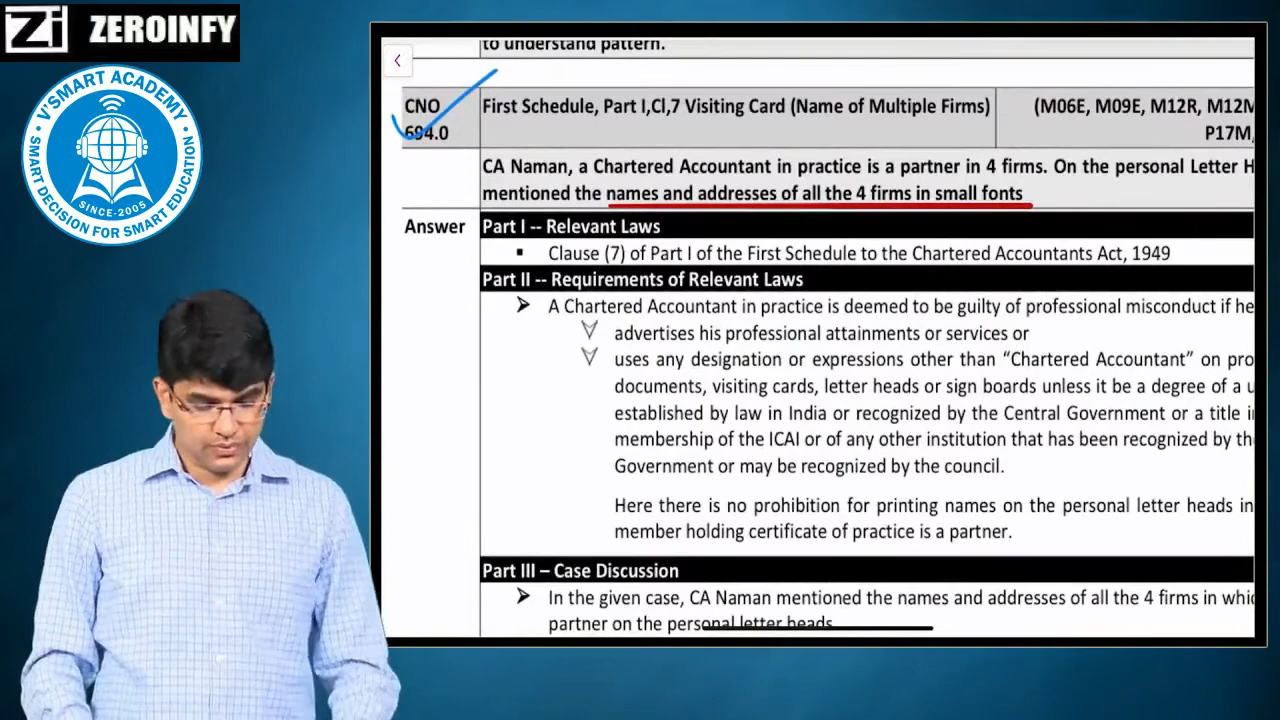 Zi ZEROINFY
V'SMART ACADEMY
SINCE-2005
SMART DECISION FOR SMART EDUCATION
to understand pattern.
CNO 694.0
First Schedule, Part I,Cl,7 Visiting Card (Name of Multiple Firms)
(M06E, M09E, M12R, M12M
P17M,
CA Naman, a Chartered Accountant in practice is a partner in 4 firms. On the personal Letter H
mentioned the names and addresses of all the 4 firms in small fonts
Answer
Part I -- Relevant Laws
▪ Clause (7) of Part I of the First Schedule to the Chartered Accountants Act, 1949
Part II -- Requirements of Relevant Laws
➤ A Chartered Accountant in practice is deemed to be guilty of professional misconduct if he
advertises his professional attainments or services or
uses any designation or expressions other than “Chartered Accountant” on pro
documents, visiting cards, letter heads or sign boards unless it be a degree of a u
established by law in India or recognized by the Central Government or a title i
membership of the ICAI or of any other institution that has been recognized by th
Government or may be recognized by the council.
Here there is no prohibition for printing names on the personal letter heads in
member holding certificate of practice is a partner.
Part III – Case Discussion
➤ In the given case, CA Naman mentioned the names and addresses of all the 4 firms in whic
partner on the personal letter heads